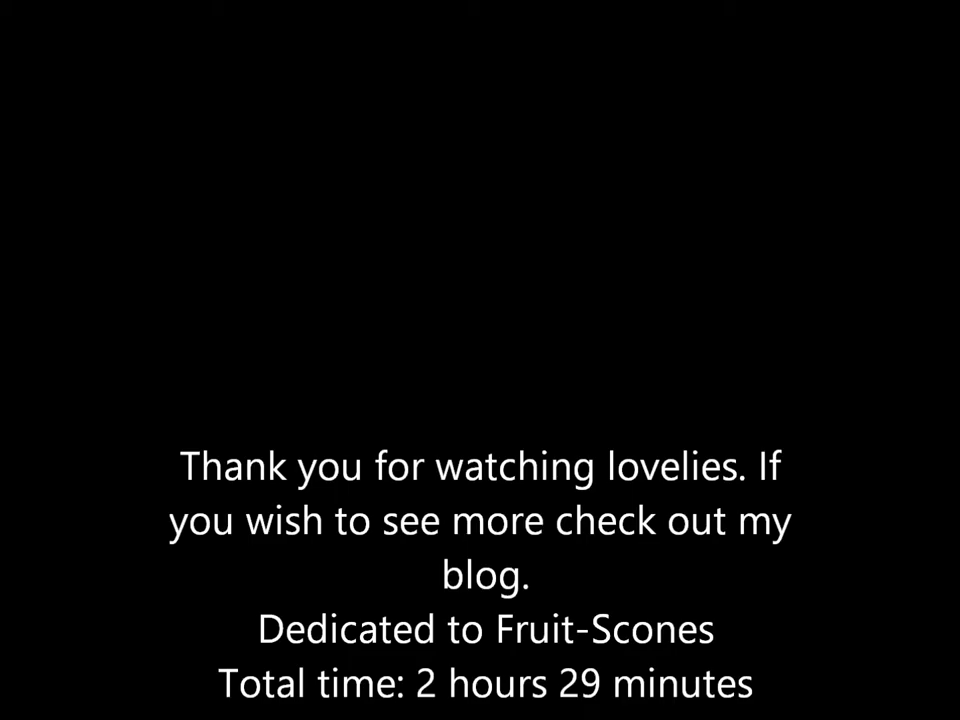 Thank you for watching lovelies. If
you wish to see more check out my
blog.
Dedicated to Fruit-Scones
Total time: 2 hours 29 minutes